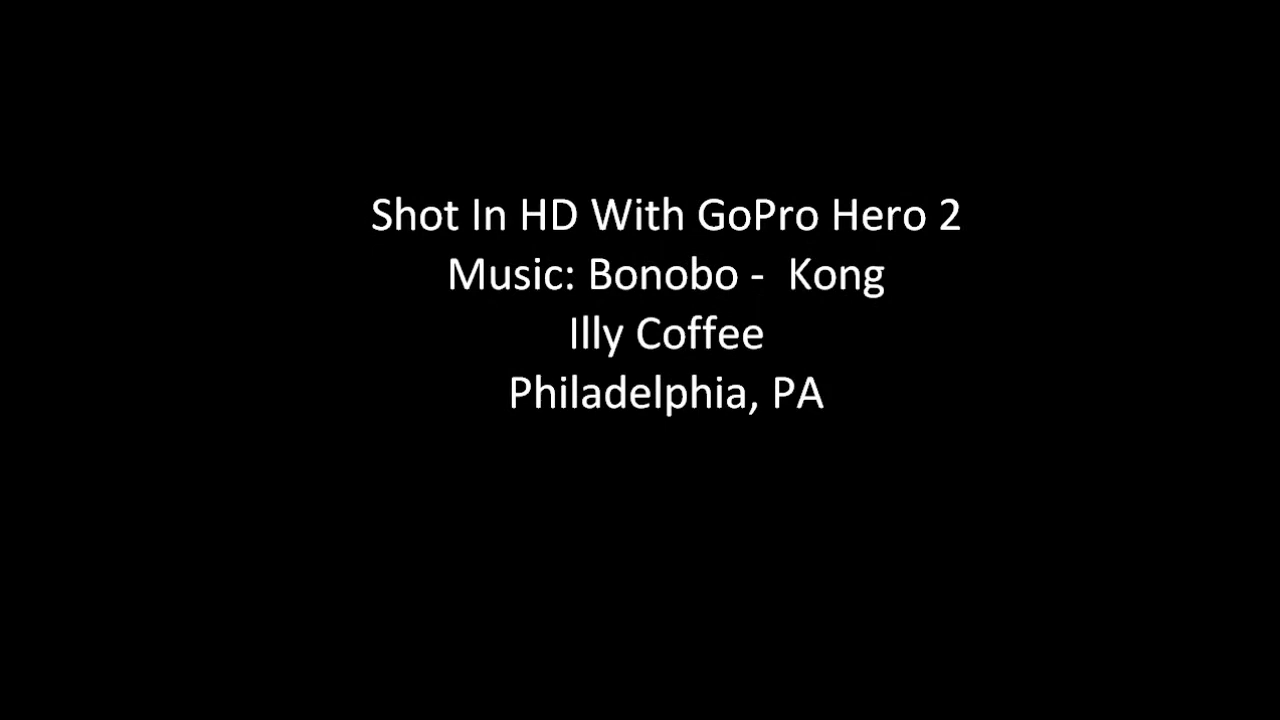 Shot In HD With GoPro Hero 2
Music: Bonobo -  Kong
Illy Coffee
Philadelphia, PA